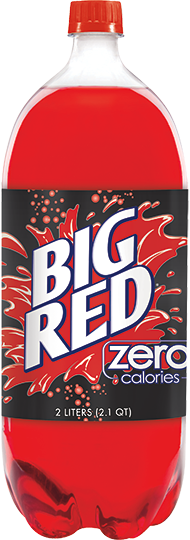 BIG
RED
zero
calories
2 LITERS (2.1 QT)